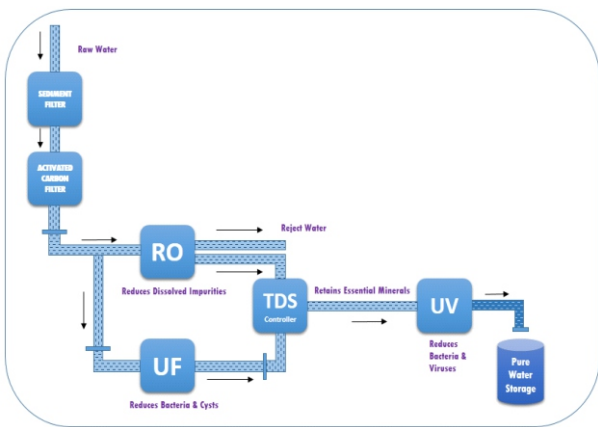 Raw Water
SEDIMENT
FILTER
ACTIVATED
CARBON
FILTER
RO
Reject Water
Reduces Dissolved Impurities
TDS
Controller
Retains Essential Minerals
UV
Reduces
Bacteria &
Viruses
Pure
Water
Storage
UF
Reduces Bacteria & Cysts